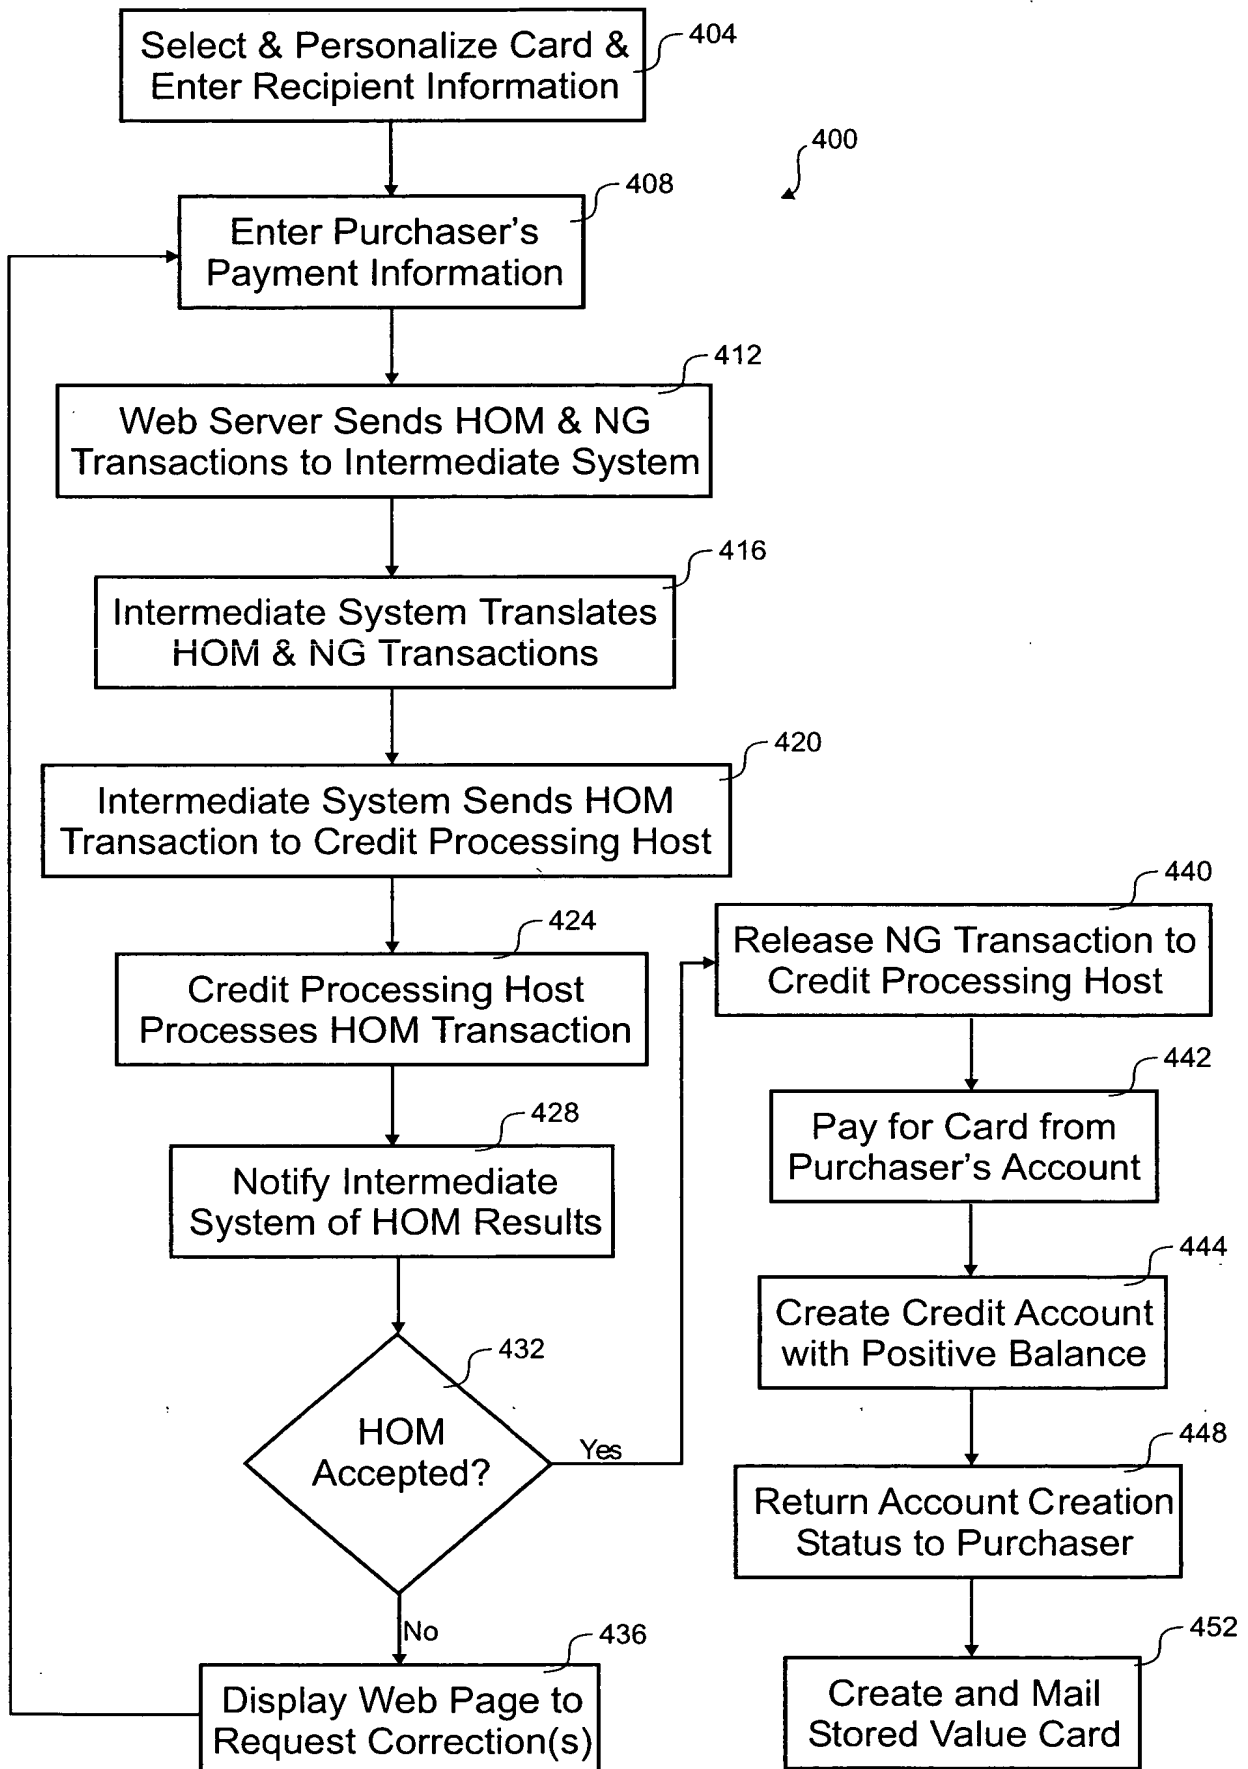 Select & Personalize Card &
Enter Recipient Information
404
400
408
Enter Purchaser's
Payment Information
412
Web Server Sends HOM & NG
Transactions to Intermediate System
416
Intermediate System Translates
HOM & NG Transactions
420
Intermediate System Sends HOM
Transaction to Credit Processing Host
424
Credit Processing Host
Processes HOM Transaction
428
Notify Intermediate
System of HOM Results
432
HOM
Accepted?
Yes
No
436
Display Web Page to
Request Correction(s)
440
Release NG Transaction to
Credit Processing Host
442
Pay for Card from
Purchaser's Account
444
Create Credit Account
with Positive Balance
448
Return Account Creation
Status to Purchaser
452
Create and Mail
Stored Value Card